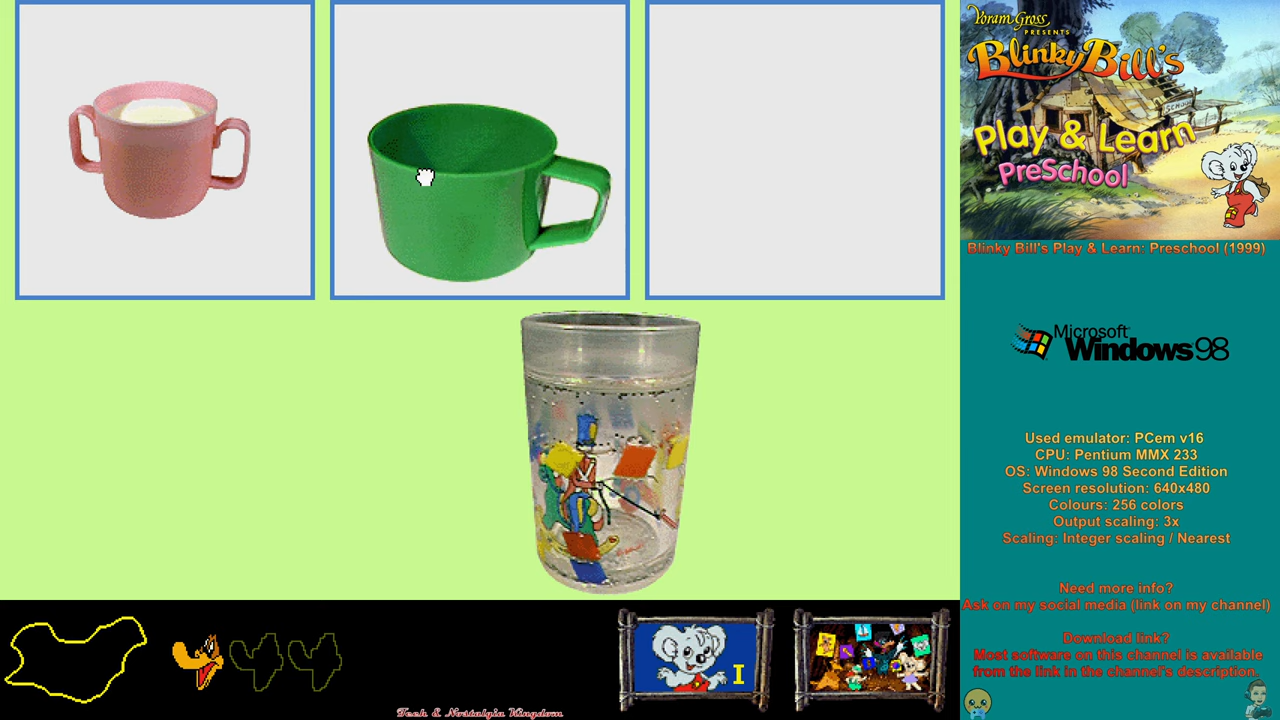 Yoram Gross
PRESENTS
Blinky Bill's
SCHOOL
Play & Learn
PreSchool
Blinky Bill's Play & Learn: Preschool (1999)
Microsoft
Windows 98
Used emulator: PCem v16
CPU: Pentium MMX 233
OS: Windows 98 Second Edition
Screen resolution: 640x480
Colours: 256 colors
Output scaling: 3x
Scaling: Integer scaling / Nearest
Need more info?
Ask on my social media (link on my channel)
Download link?
Most software on this channel is available
from the link in the channel's description.
I
Tech & Nostalgia Kingdom